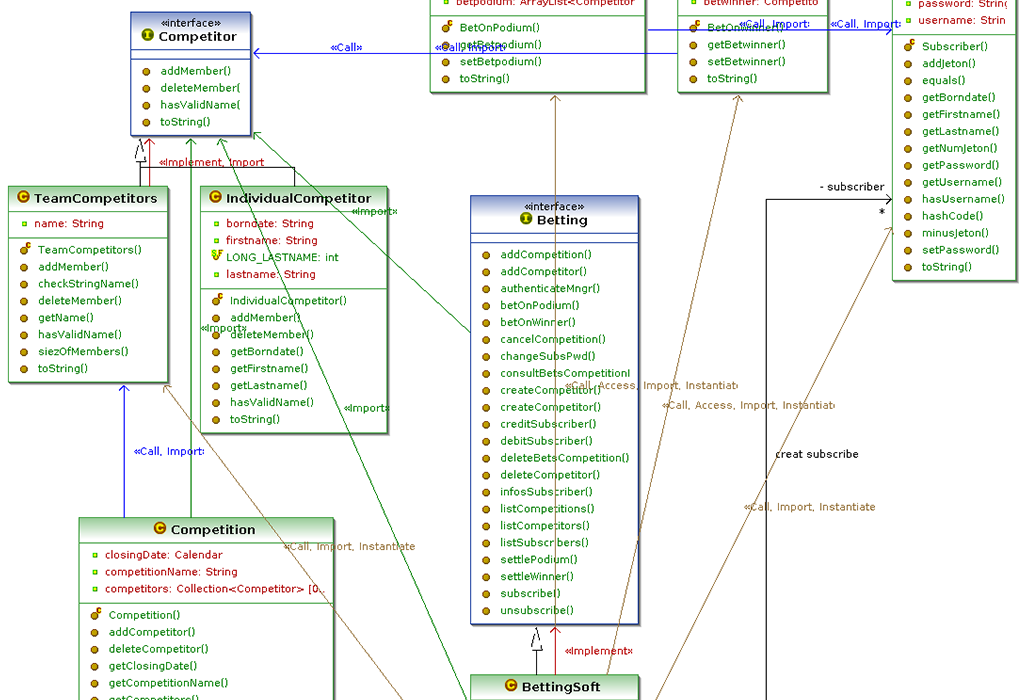 «interface»
Competitor
addMember()
deleteMember(
hasValidName(
toString()
betpodium: ArrayList<Competitor
BetOnPodium()
getBetpodium()
setBetpodium()
toString()
betwinner: Competito
BetOnWinner()
getBetwinner()
setBetwinner()
toString()
password: String
username: Strin
Subscriber()
addJeton()
equals()
getBorndate()
getFirstname()
getLastname()
getNumJeton()
getPassword()
getUsername()
hasUsername()
hashCode()
minusJeton()
setPassword()
toString()
«Call»
«Call, Import:
«Call, Import:
«Call, Import:
«Implement, Import
TeamCompetitors
name: String
TeamCompetitors()
addMember()
checkStringName()
deleteMember()
getName()
hasValidName()
siezOfMembers()
toString()
IndividualCompetitor
borndate: String
firstname: String
LONG_LASTNAME: int
lastname: String
IndividualCompetitor()
addMember()
deleteMember()
getBorndate()
getFirstname()
getLastname()
hasValidName()
toString()
«Import»
«Import»
«Import»
«interface»
Betting
addCompetition()
addCompetitor()
authenticateMngr()
betOnPodium()
betOnWinner()
cancelCompetition()
changeSubsPwd()
consultBetsCompetition(
createCompetitor()
createCompetitor()
creditSubscriber()
debitSubscriber()
deleteBetsCompetition()
deleteCompetitor()
infosSubscriber()
listCompetitions()
listCompetitors()
listSubscribers()
settlePodium()
settleWinner()
subscribe()
unsubscribe()
- subscriber
*
«Call, Access, Import, Instantiate»
«Call, Access, Import, Instantiate»
creat subscribe
«Call, Import, Instantiate
«Call, Import:
«Call, Import, Instantiate
Competition
closingDate: Calendar
competitionName: String
competitors: Collection<Competitor> [0..
Competition()
addCompetitor()
deleteCompetitor()
getClosingDate()
getCompetitionName()
getCompetitors()
«Implement»
BettingSoft